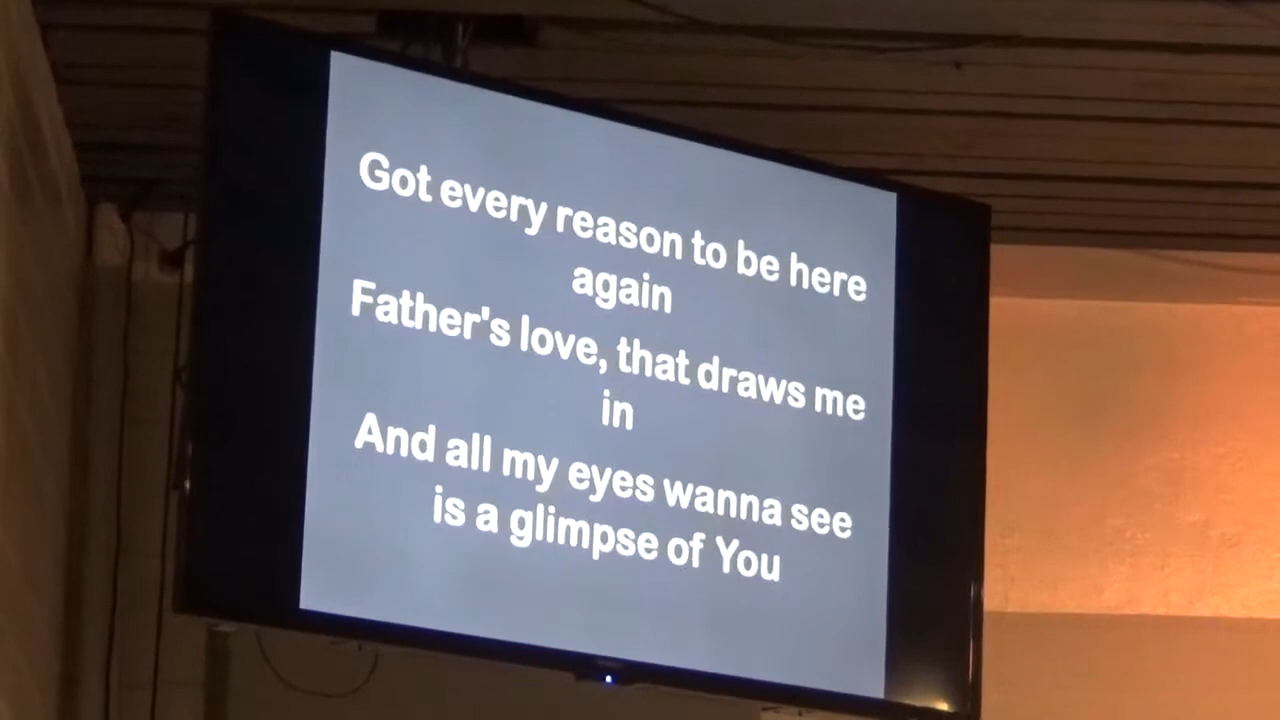 Got every reason to be here
again
Father's love, that draws me
in
And all my eyes wanna see
is a glimpse of You